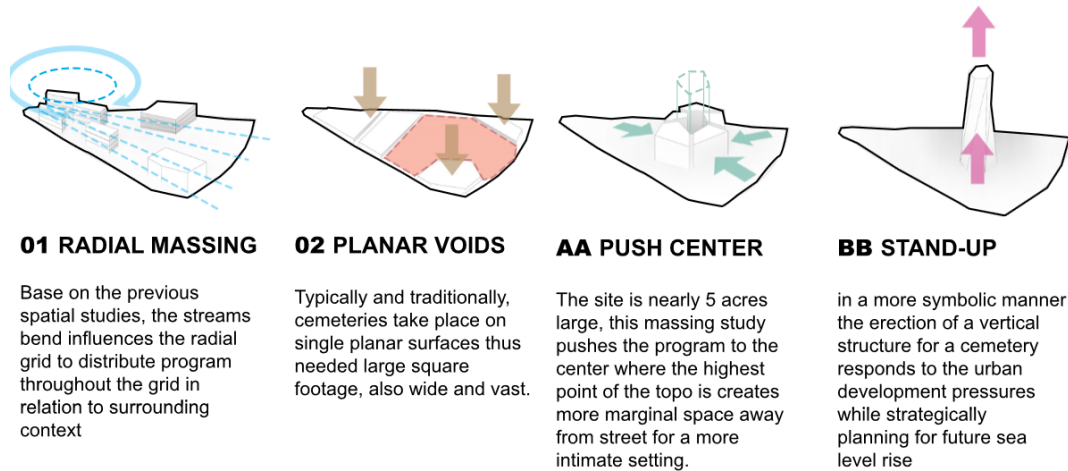 01 RADIAL MASSING
Base on the previous
spatial studies, the streams
bend influences the radial
grid to distribute program
throughout the grid in
relation to surrounding
context
02 PLANAR VOIDS
Typically and traditionally,
cemeteries take place on
single planar surfaces thus
needed large square
footage, also wide and vast.
AA PUSH CENTER
The site is nearly 5 acres
large, this massing study
pushes the program to the
center where the highest
point of the topo is creates
more marginal space away
from street for a more
intimate setting.
BB STAND-UP
in a more symbolic manner
the erection of a vertical
structure for a cemetery
responds to the urban
development pressures
while strategically
planning for future sea
level rise